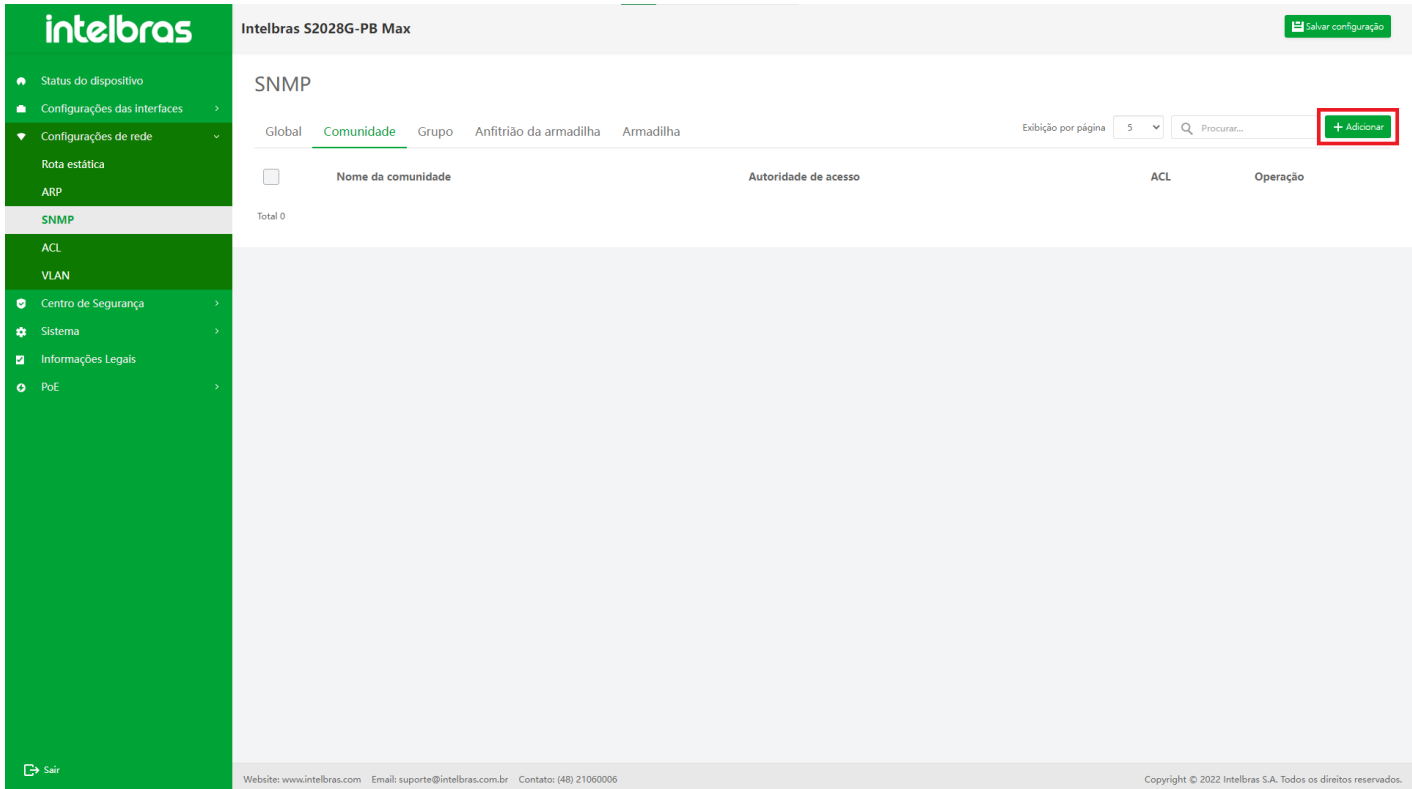 intelbras
Intelbras S2028G-PB Max
Salvar configuração
Status do dispositivo
Configurações das interfaces
Configurações de rede
Rota estática
ARP
SNMP
ACL
VLAN
Centro de Segurança
Sistema
Informações Legais
PoE
Sair
SNMP
Global Comunidade Grupo Anfitrião da armadilha Armadilha
Exibição por página 5 Procurar... + Adicionar
Nome da comunidade Autoridade de acesso ACL Operação
Total 0
Website: www.intelbras.com Email: suporte@intelbras.com.br Contato: (48) 21060006
Copyright © 2022 Intelbras S.A. Todos os direitos reservados.